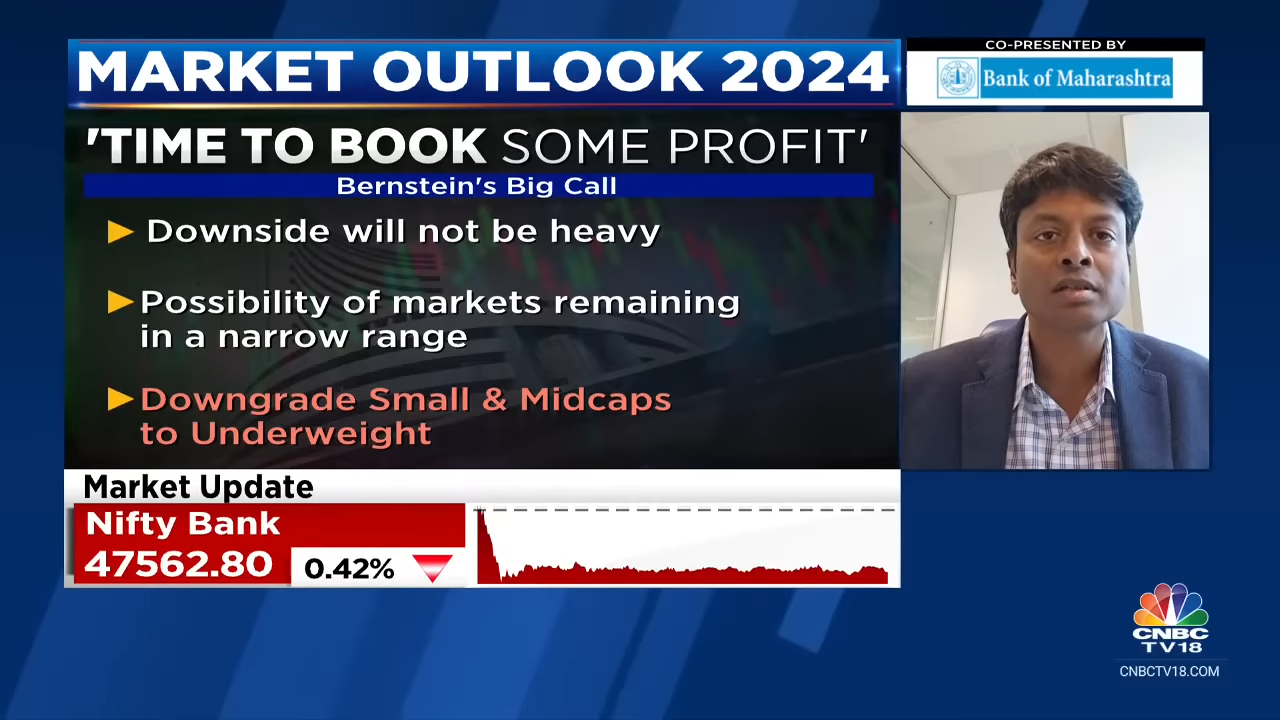 MARKET OUTLOOK 2024
CO-PRESENTED BY
Bank of Maharashtra
'TIME TO BOOK SOME PROFIT'
Bernstein's Big Call
Downside will not be heavy
Possibility of markets remaining
in a narrow range
Downgrade Small & Midcaps
to Underweight
Market Update
Nifty Bank
47562.80
0.42%
CNBC
TV18
CNBCTV18.COM